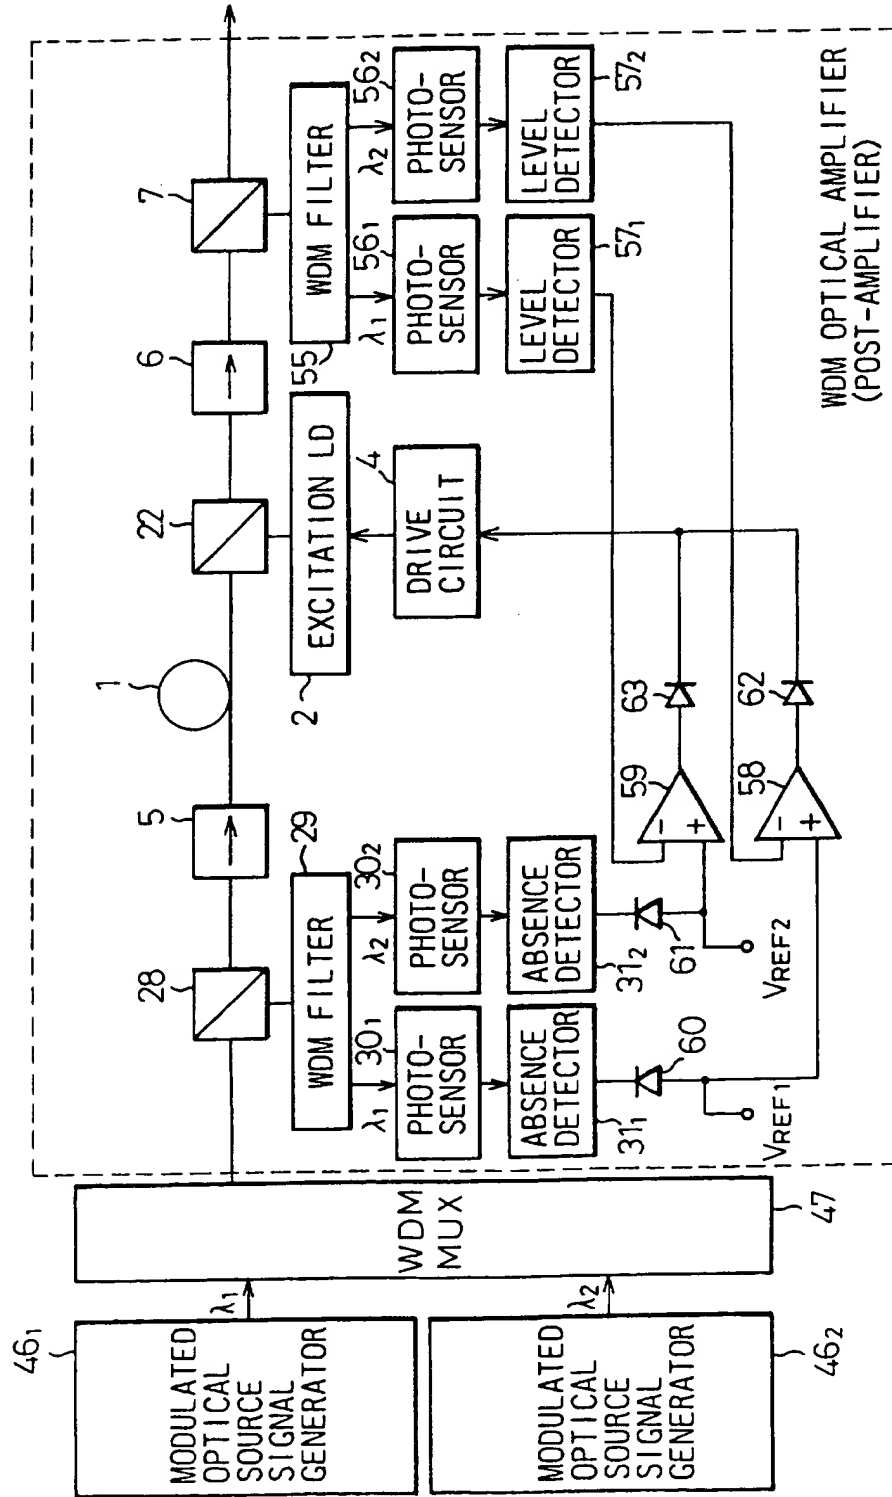 46₁
MODULATED
OPTICAL
SOURCE
SIGNAL
GENERATOR
λ₁
MODULATED
OPTICAL
SOURCE
SIGNAL
GENERATOR
46₂
λ₂
WDM
MUX
47
28
5
1
22
6
7
WDM FILTER
29
λ₁
30₁
λ₂
30₂
PHOTO-
SENSOR
PHOTO-
SENSOR
ABSENCE
DETECTOR
31₁
ABSENCE
DETECTOR
31₂
60
61
VREF1
VREF2
EXCITATION LD
2
4
DRIVE
CIRCUIT
WDM FILTER
55
λ₁
56₁
λ₂
56₂
PHOTO-
SENSOR
PHOTO-
SENSOR
LEVEL
DETECTOR
57₁
LEVEL
DETECTOR
57₂
59
-
+
63
58
-
+
62
WDM OPTICAL AMPLIFIER
(POST-AMPLIFIER)